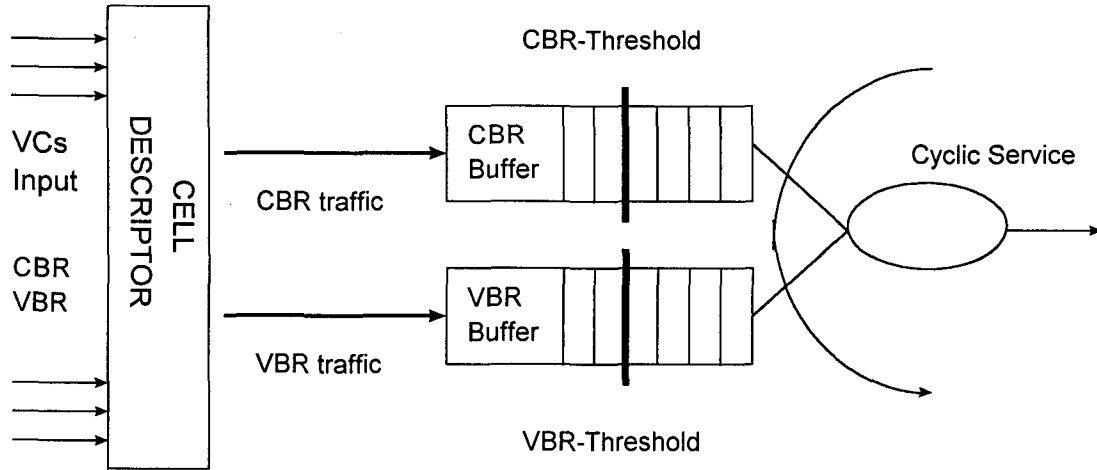 VCs
Input
CBR
VBR
CELL
DESCRIPTOR
CBR traffic
VBR traffic
CBR-Threshold
CBR
Buffer
VBR
Buffer
VBR-Threshold
Cyclic Service